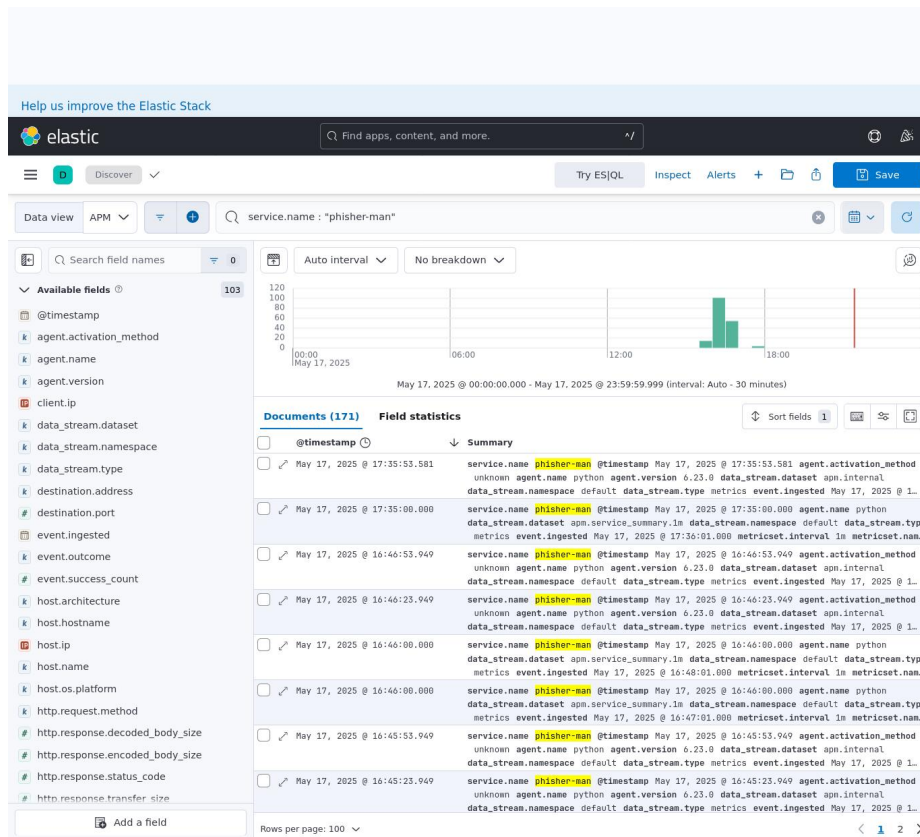 Help us improve the Elastic Stack
elastic
Find apps, content, and more.
^/
D
Discover
Try ES|QL
Inspect
Alerts
Save
Data view
APM
service.name : "phisher-man"
Search field names
0
Auto interval
No breakdown
Available fields
103
@timestamp
agent.activation_method
agent.name
agent.version
client.ip
data_stream.dataset
data_stream.namespace
data_stream.type
destination.address
destination.port
event.ingested
event.outcome
event.success_count
host.architecture
host.hostname
host.ip
host.name
host.os.platform
http.request.method
http.response.decoded_body_size
http.response.encoded_body_size
http.response.status_code
http.response.transfer_size
Add a field
120
100
80
60
40
20
0
00:00
May 17, 2025
06:00
12:00
18:00
May 17, 2025 @ 00:00:00.000 - May 17, 2025 @ 23:59:59.999 (interval: Auto - 30 minutes)
Documents (171)
Field statistics
Sort fields 1
@timestamp
Summary
May 17, 2025 @ 17:35:53.581
service.name phisher-man @timestamp May 17, 2025 @ 17:35:53.581 agent.activation_method
unknown agent.name python agent.version 6.23.0 data_stream.dataset apm.internal
data_stream.namespace default data_stream.type metrics event.ingested May 17, 2025 @ 1…
May 17, 2025 @ 17:35:00.000
service.name phisher-man @timestamp May 17, 2025 @ 17:35:00.000 agent.name python
data_stream.dataset apm.service_summary.1m data_stream.namespace default data_stream.typ
metrics event.ingested May 17, 2025 @ 17:36:01.000 metricset.interval 1m metricset.nam…
May 17, 2025 @ 16:46:53.949
service.name phisher-man @timestamp May 17, 2025 @ 16:46:53.949 agent.activation_method
unknown agent.name python agent.version 6.23.0 data_stream.dataset apm.internal
data_stream.namespace default data_stream.type metrics event.ingested May 17, 2025 @ 1…
May 17, 2025 @ 16:46:23.949
service.name phisher-man @timestamp May 17, 2025 @ 16:46:23.949 agent.activation_method
unknown agent.name python agent.version 6.23.0 data_stream.dataset apm.internal
data_stream.namespace default data_stream.type metrics event.ingested May 17, 2025 @ 1…
May 17, 2025 @ 16:46:00.000
service.name phisher-man @timestamp May 17, 2025 @ 16:46:00.000 agent.name python
data_stream.dataset apm.service_summary.1m data_stream.namespace default data_stream.typ
metrics event.ingested May 17, 2025 @ 16:48:01.000 metricset.interval 1m metricset.nam…
May 17, 2025 @ 16:46:00.000
service.name phisher-man @timestamp May 17, 2025 @ 16:46:00.000 agent.name python
data_stream.dataset apm.service_summary.1m data_stream.namespace default data_stream.typ
metrics event.ingested May 17, 2025 @ 16:47:01.000 metricset.interval 1m metricset.nam…
May 17, 2025 @ 16:45:53.949
service.name phisher-man @timestamp May 17, 2025 @ 16:45:53.949 agent.activation_method
unknown agent.name python agent.version 6.23.0 data_stream.dataset apm.internal
data_stream.namespace default data_stream.type metrics event.ingested May 17, 2025 @ 1…
May 17, 2025 @ 16:45:23.949
service.name phisher-man @timestamp May 17, 2025 @ 16:45:23.949 agent.activation_method
unknown agent.name python agent.version 6.23.0 data_stream.dataset apm.internal
data_stream.namespace default data_stream.type metrics event.ingested May 17, 2025 @ 1…
Rows per page: 100
1 2